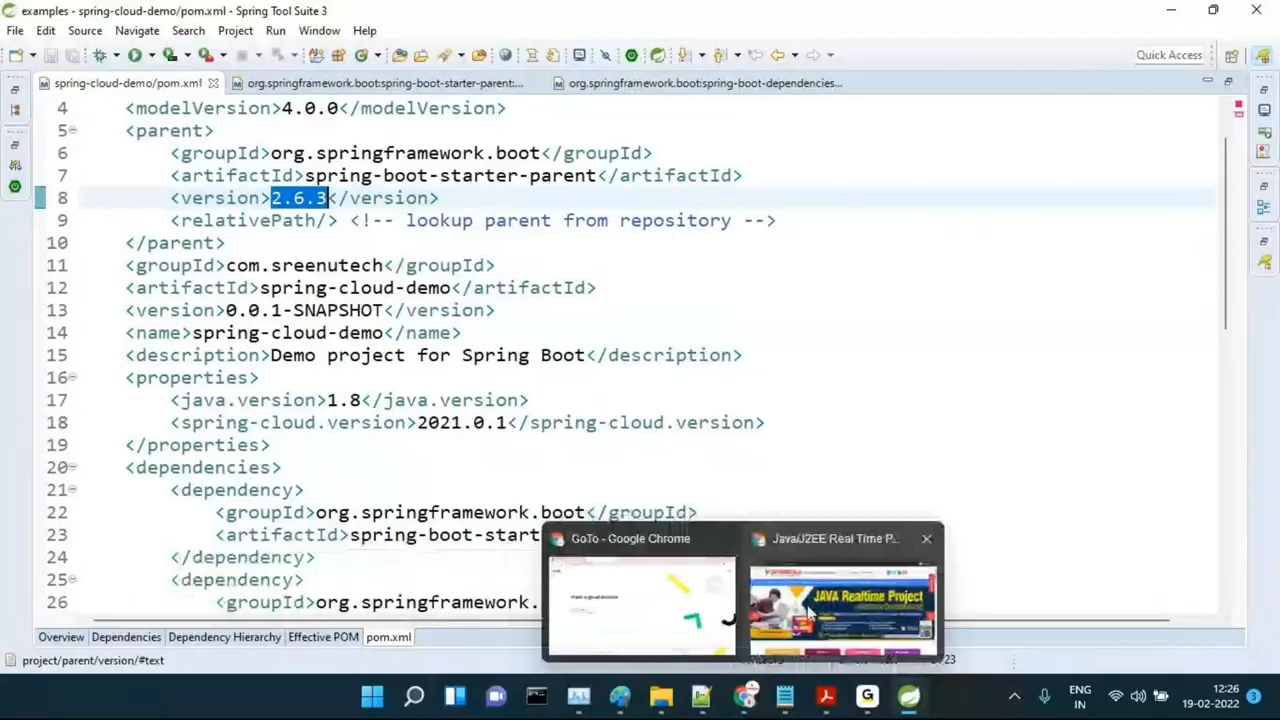 examples - spring-cloud-demo/pom.xml - Spring Tool Suite 3
File Edit Source Navigate Search Project Run Window Help
Quick Access
spring-cloud-demo/pom.xml org.springframework.boot:spring-boot-starter-parent:... org.springframework.boot:spring-boot-dependencies...
4 <modelVersion>4.0.0</modelVersion>
5 <parent>
6 <groupId>org.springframework.boot</groupId>
7 <artifactId>spring-boot-starter-parent</artifactId>
8 <version>2.6.3</version>
9 <relativePath/> <!-- lookup parent from repository -->
10 </parent>
11 <groupId>com.sreenutech</groupId>
12 <artifactId>spring-cloud-demo</artifactId>
13 <version>0.0.1-SNAPSHOT</version>
14 <name>spring-cloud-demo</name>
15 <description>Demo project for Spring Boot</description>
16 <properties>
17 <java.version>1.8</java.version>
18 <spring-cloud.version>2021.0.1</spring-cloud.version>
19 </properties>
20 <dependencies>
21 <dependency>
22 <groupId>org.springframework.boot</groupId>
23 <artifactId>spring-boot-start
24 </dependency>
25 <dependency>
26 <groupId>org.springframework.
GoTo - Google Chrome
Java/J2EE Real Time P...
JAVA Realtime Project
Overview Dependencies Dependency Hierarchy Effective POM pom.xml
project/parent/version/#text
ENG
IN
12:26
19-02-2022
3